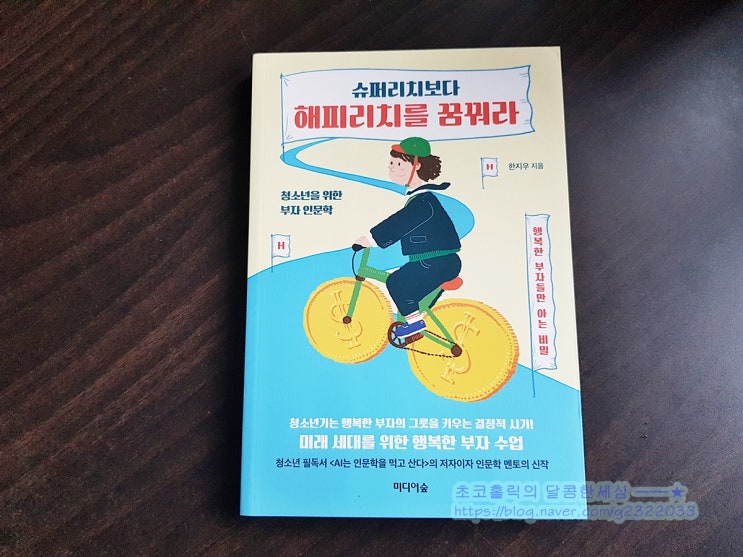 슈퍼리치보다
해피리치를 꿈꿔라
H
한지우 지음
청소년을 위한
부자 인문학
H
행복한 부자들만 아는 비밀
청소년기는 행복한 부자의 그릇을 키우는 결정적 시기!
미래 세대를 위한 행복한 부자 수업
청소년 필독서 <AI는 인문학을 먹고 산다>의 저자이자 인문학 멘토의 신작
미디어숲
초코홀릭의 달콤한세상――★
https://blog.naver.com/q2322033